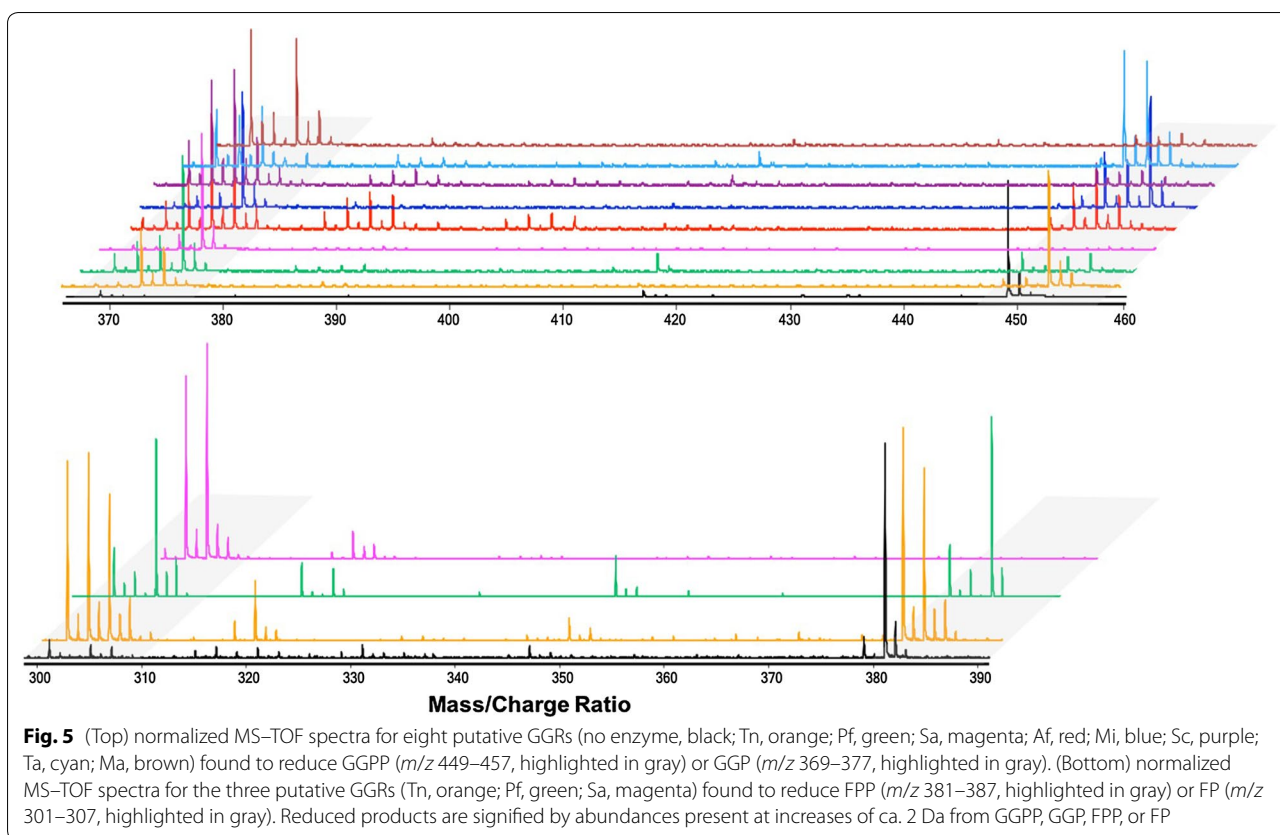 370 380 390 400 410 420 430 440 450 460
300 310 320 330 340 350 360 370 380 390
Mass/Charge Ratio
Fig. 5 (Top) normalized MS–TOF spectra for eight putative GGRs (no enzyme, black; Tn, orange; Pf, green; Sa, magenta; Af, red; Mi, blue; Sc, purple;
Ta, cyan; Ma, brown) found to reduce GGPP (m/z 449–457, highlighted in gray) or GGP (m/z 369–377, highlighted in gray). (Bottom) normalized
MS–TOF spectra for the three putative GGRs (Tn, orange; Pf, green; Sa, magenta) found to reduce FPP (m/z 381–387, highlighted in gray) or FP (m/z
301–307, highlighted in gray). Reduced products are signified by abundances present at increases of ca. 2 Da from GGPP, GGP, FPP, or FP